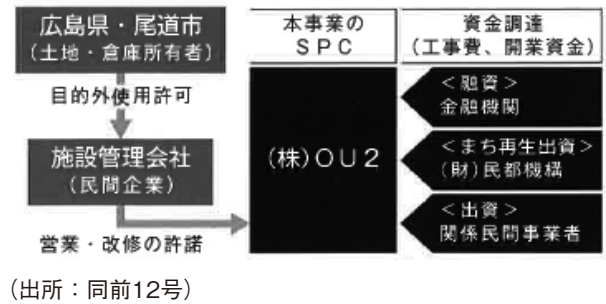 広島県・尾道市
(土地・倉庫所有者)
目的外使用許可
施設管理会社
(民間企業)
営業・改修の許諾
本事業の
SPC
(株)OU2
資金調達
(工事費、開業資金)
<融資>
金融機関
<まち再生出資>
(財)民都機構
<出資>
関係民間事業者
(出所:同前12号)